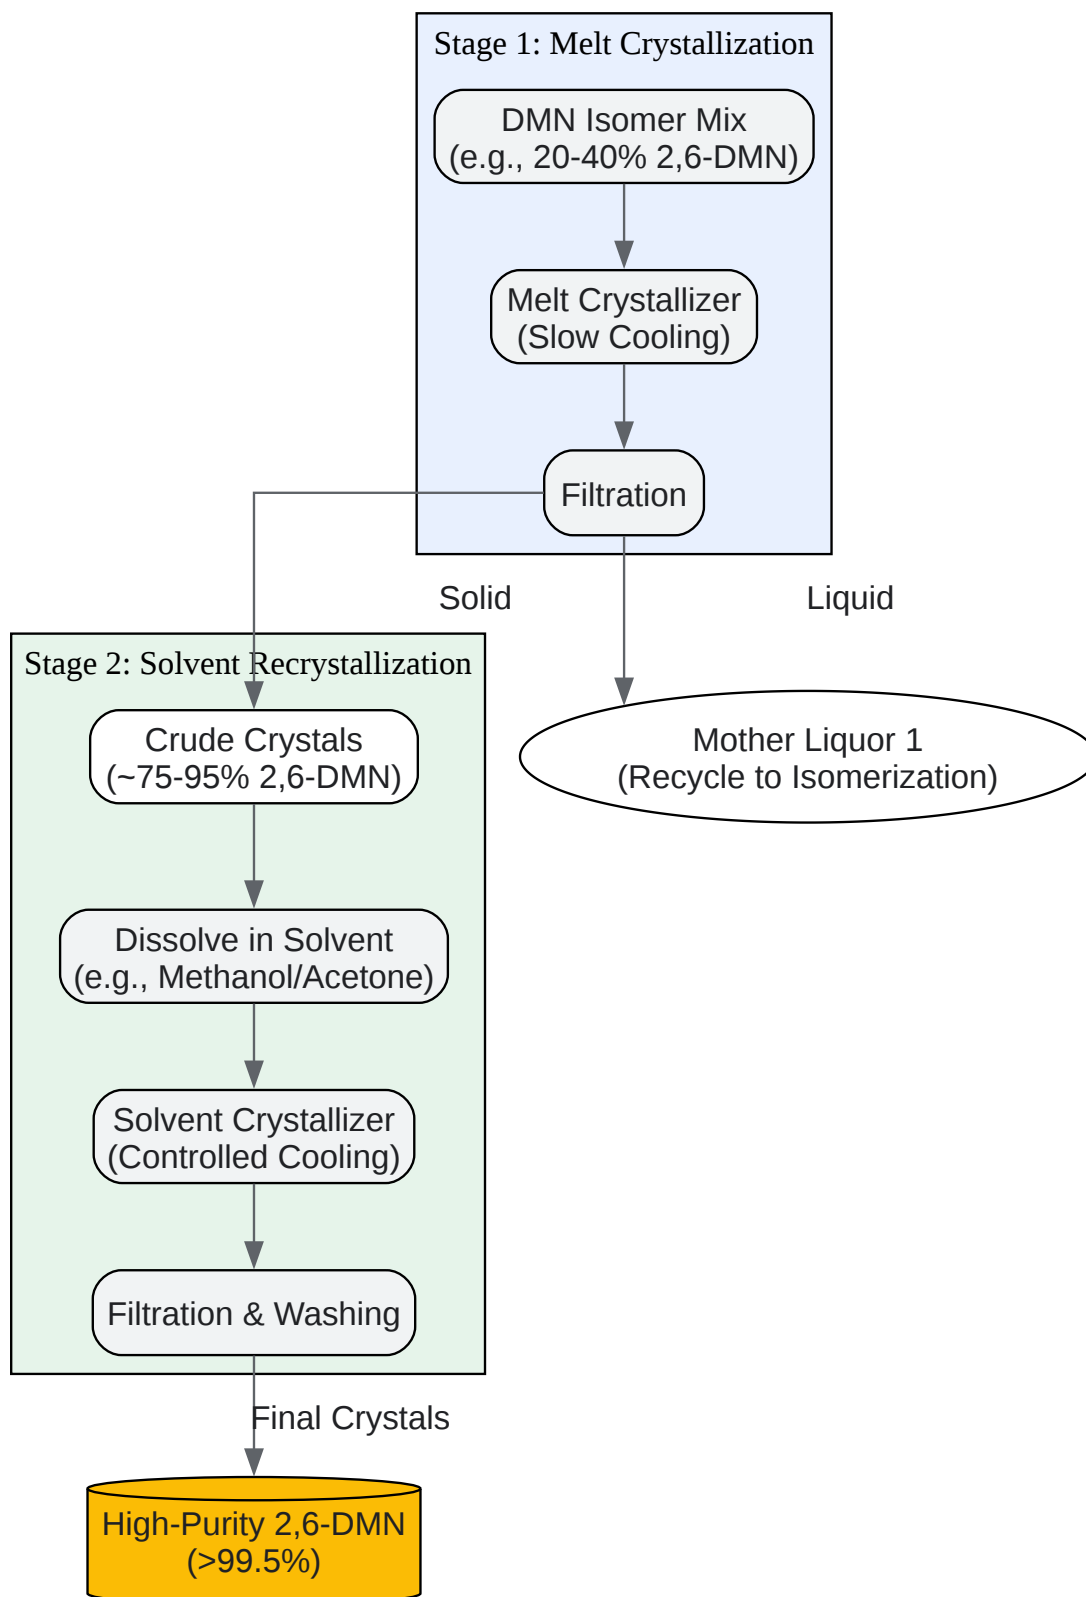 Stage 1: Melt Crystallization
DMN Isomer Mix
(e.g., 20-40% 2,6-DMN)
Melt Crystallizer
(Slow Cooling)
Filtration
Solid
Liquid
Stage 2: Solvent Recrystallization
Crude Crystals
(~75-95% 2,6-DMN)
Mother Liquor 1
(Recycle to Isomerization)
Dissolve in Solvent
(e.g., Methanol/Acetone)
Solvent Crystallizer
(Controlled Cooling)
Filtration & Washing
Final Crystals
High-Purity 2,6-DMN
(>99.5%)